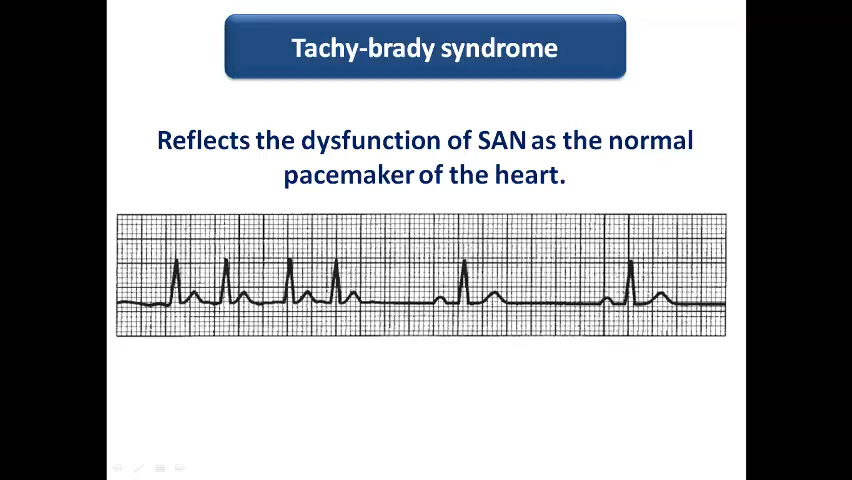 Tachy-brady syndrome
Reflects the dysfunction of SAN as the normal
pacemaker of the heart.